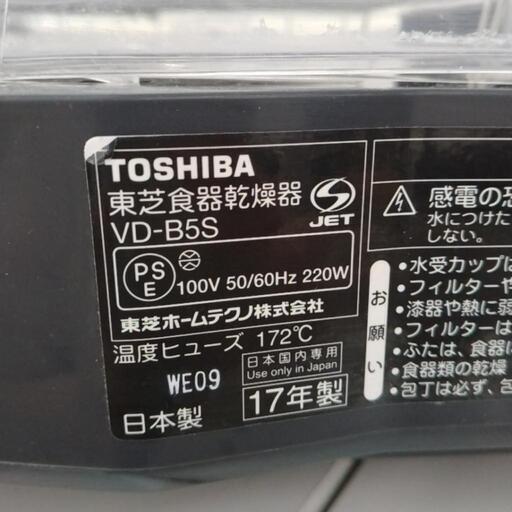 TOSHIBA
東芝食器乾燥器
VD-B5S
JET
PS
E
100V 50/60Hz 220W
東芝ホームテクノ株式会社
温度ヒューズ 172℃
WE09
日本国内専用
Use only in Japan
日本製
17年製
感電の恐
水につけた
しない。
お願い
・水受カップは
・フィルターや
・漆器や熱に弱
・フィルターは
・ふたは、食器に
・食器類の乾燥
・包丁は必ず、包